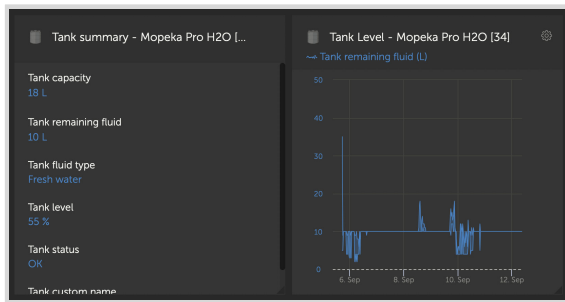 Tank summary - Mopeka Pro H2O [...
Tank capacity
18 L
Tank remaining fluid
10 L
Tank fluid type
Fresh water
Tank level
55 %
Tank status
OK
Tank custom name
Tank Level - Mopeka Pro H2O [34]
Tank remaining fluid (L)
50
40
30
20
10
0
6. Sep
8. Sep
10. Sep
12. Sep